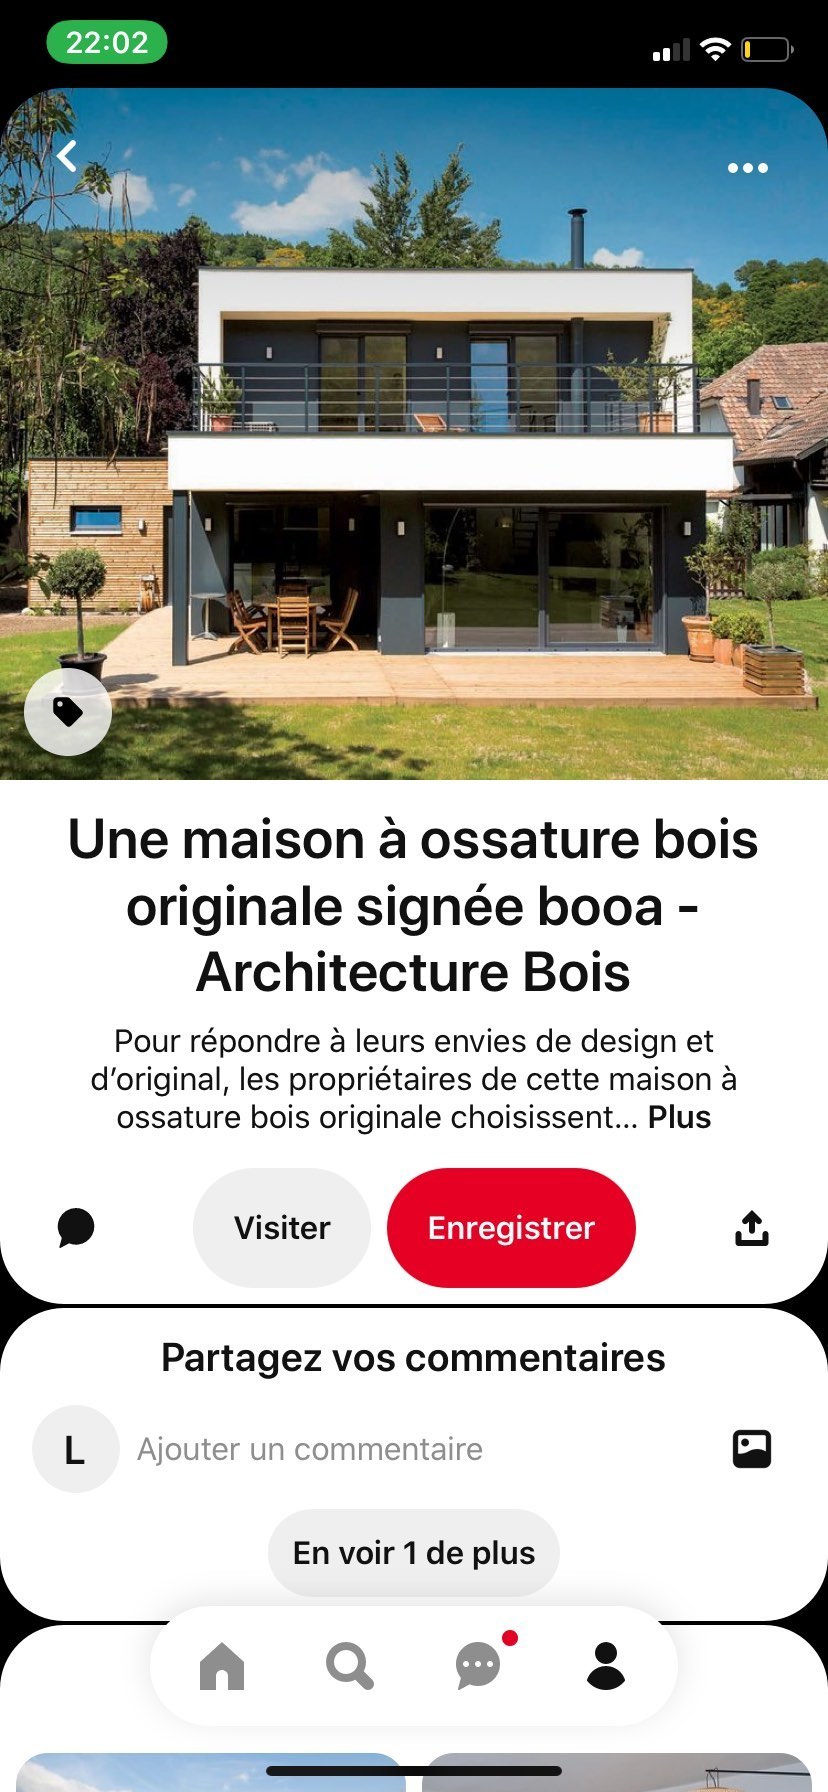 22:02
Une maison à ossature bois
originale signée booa -
Architecture Bois
Pour répondre à leurs envies de design et
d’original, les propriétaires de cette maison à
ossature bois originale choisissent... Plus
Visiter
Enregistrer
Partagez vos commentaires
L
Ajouter un commentaire
En voir 1 de plus